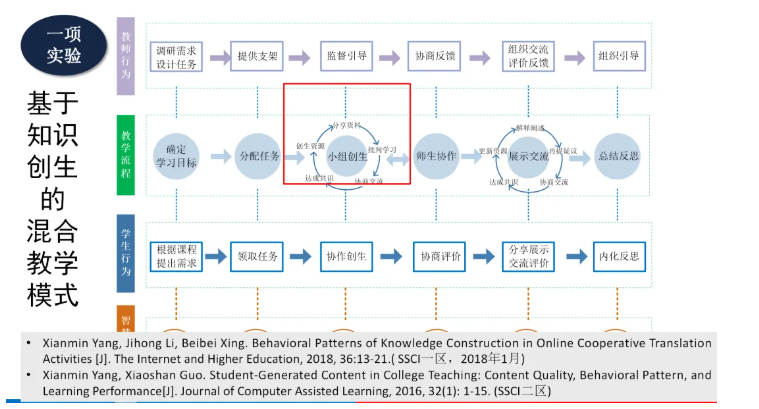 一项
实验
基于
知识
创生
的
混合
教学
模式
教师行为
调研需求
设计任务
提供支架
监督引导
协商反馈
组织交流
评价反馈
组织引导
教学流程
确定
学习目标
分配任务
分享资料
创生资源
批判学习
小组创生
达成共识
协商交流
师生协作
解释阐述
更新资源
再提疑议
展示交流
达成共识
协商交流
总结反思
学生行为
根据课程
提出需求
领取任务
协作创生
协商评价
分享展示
交流评价
内化反思
• Xianmin Yang, Jihong Li, Beibei Xing. Behavioral Patterns of Knowledge Construction in Online Cooperative Translation
Activities [J]. The Internet and Higher Education, 2018, 36:13-21.( SSCI一区，2018年1月)
• Xianmin Yang, Xiaoshan Guo. Student-Generated Content in College Teaching: Content Quality, Behavioral Pattern, and
Learning Performance[J]. Journal of Computer Assisted Learning, 2016, 32(1): 1-15. (SSCI二区)